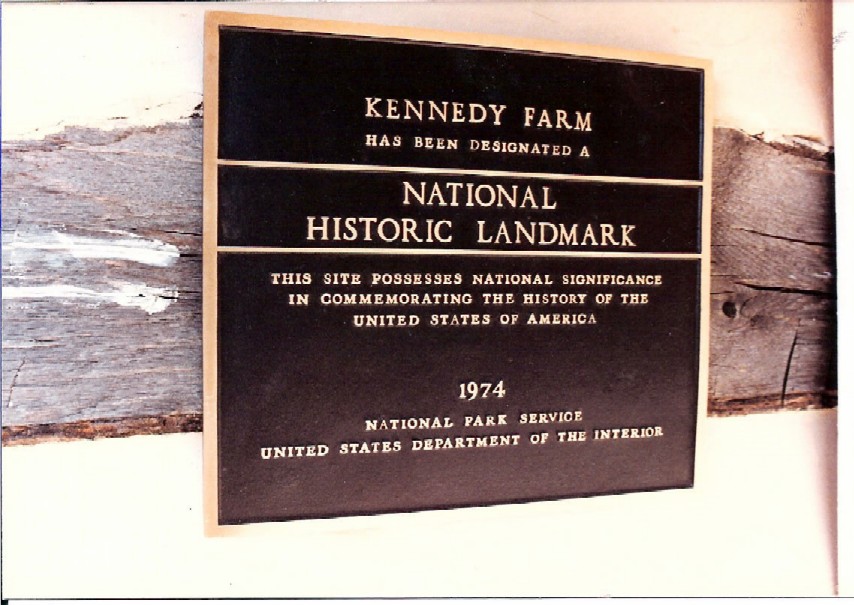 KENNEDY FARM
HAS BEEN DESIGNATED A
NATIONAL
HISTORIC LANDMARK
THIS SITE POSSESSES NATIONAL SIGNIFICANCE
IN COMMEMORATING THE HISTORY OF THE
UNITED STATES OF AMERICA
1974
NATIONAL PARK SERVICE
UNITED STATES DEPARTMENT OF THE INTERIOR